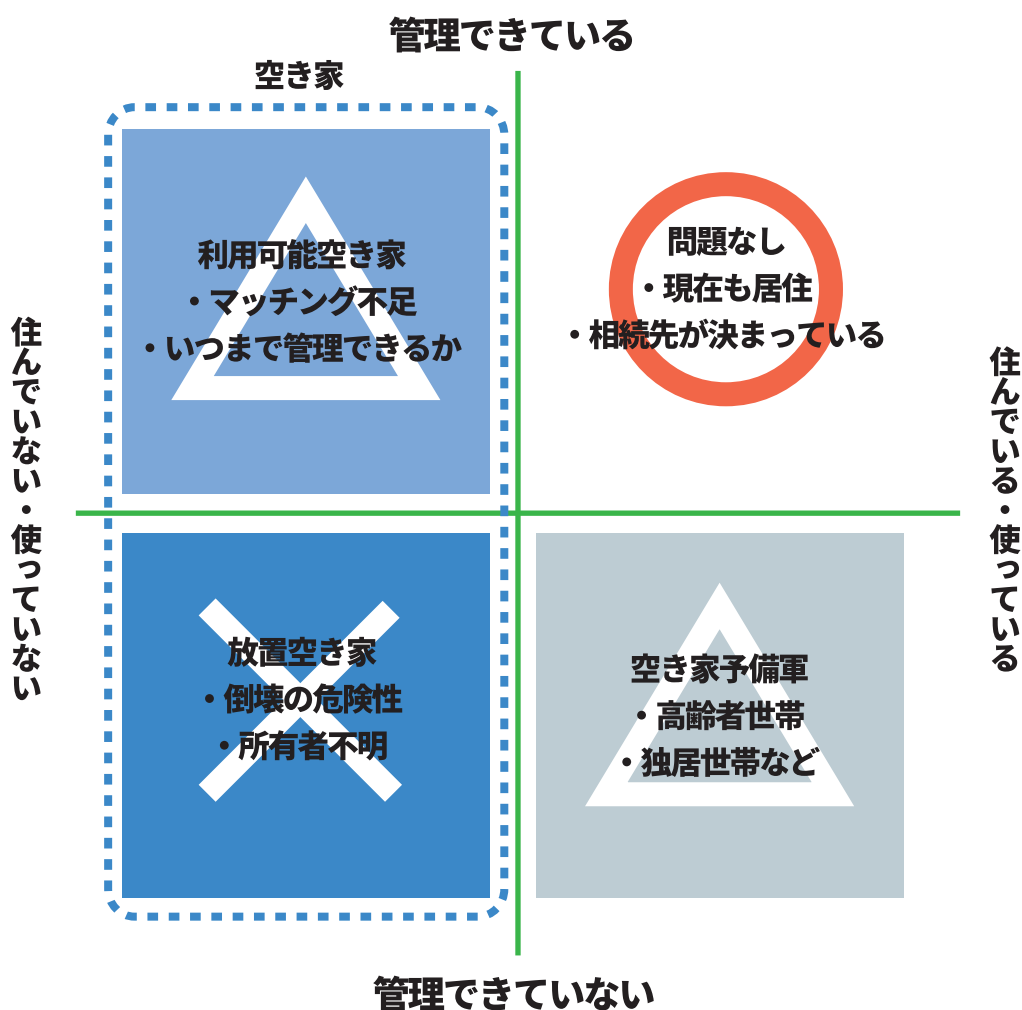 管理できている
空き家
利用可能空き家
・マッチング不足
・いつまで管理できるか
問題なし
・現在も居住
・相続先が決まっている
住んでいない・使っていない
住んでいる・使っている
放置空き家
・倒壊の危険性
・所有者不明
空き家予備軍
・高齢者世帯
・独居世帯など
管理できていない